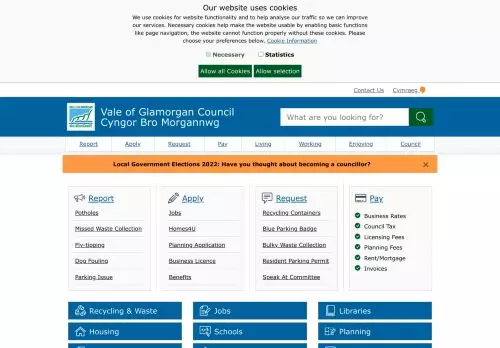 Our website uses cookies
We use cookies for website functionality and to help analyse our traffic so we can improve
our services. Necessary cookies help make the website usable by enabling basic functions
like page navigation, the website cannot function properly without these cookies. Please
choose your preferences below. Cookie Information
Necessary Statistics
Allow all Cookies Allow selection
Contact Us Cymraeg
Vale of Glamorgan Council
Cyngor Bro Morgannwg
What are you looking for?
Report Apply Request Pay Living Working Enjoying Council
Local Government Elections 2022: Have you thought about becoming a councillor? ×
Report
Potholes
Missed Waste Collection
Fly-tipping
Dog Fouling
Parking Issue
Apply
Jobs
Homes4U
Planning Application
Business Licence
Benefits
Request
Recycling Containers
Blue Parking Badge
Bulky Waste Collection
Resident Parking Permit
Speak At Committee
Pay
Business Rates
Council Tax
Licensing Fees
Planning Fees
Rent/Mortgage
Invoices
Recycling & Waste Jobs Libraries
Housing Schools Planning